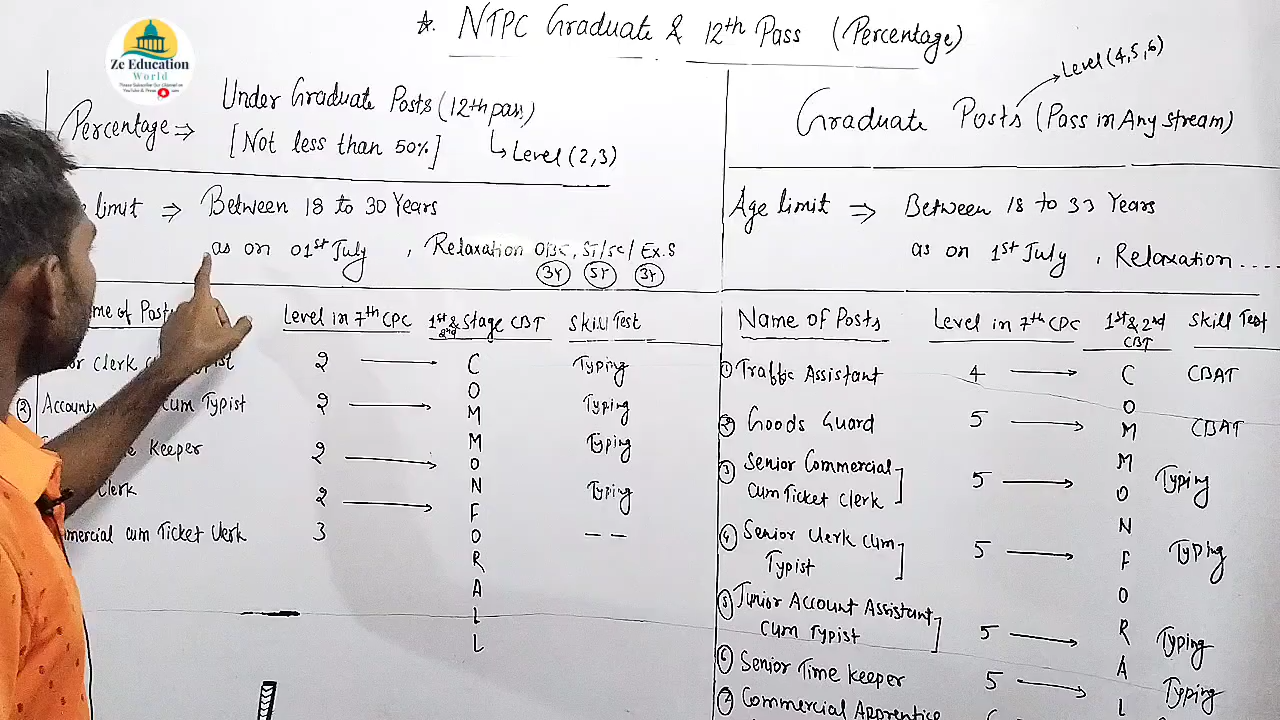 ☆. NTPC Graduate & 12th Pass (Percentage)
Zc Education
World
Percentage ⇒ Under Graduate Posts (12th pass)
[Not less than 50%]
Level (2,3)
Graduate Posts (Pass in Any stream)
Level (4,5,6)
limit ⇒ Between 18 to 30 Years
as on 01st July , Relaxation OBC, ST/SC/ Ex.S
3Y 5Y 3Y
Age limit ⇒ Between 18 to 33 Years
as on 1st July , Relaxation ....
Level in 7th CPC 1st & 2nd Stage CBT Skill Test
2 → Typing
② Accounts cum Typist 2 → Typing
Keeper 2 → Typing
Clerk 2 → Typing
cum Ticket Clerk 3 --
COMMON FOR ALL
Name of Posts Level in 7th CPC 1st & 2nd CBT Skill Test
① Traffic Assistant 4 → CBAT
② Goods Guard 5 → CBAT
③ Senior Commercial
cum Ticket Clerk 5 → Typing
④ Senior Clerk cum
Typist 5 → Typing
⑤ Junior Account Assistant
cum Typist 5 → Typing
⑥ Senior Time Keeper 5 → Typing
⑦ Commercial Apprentice
COMMON FOR AL